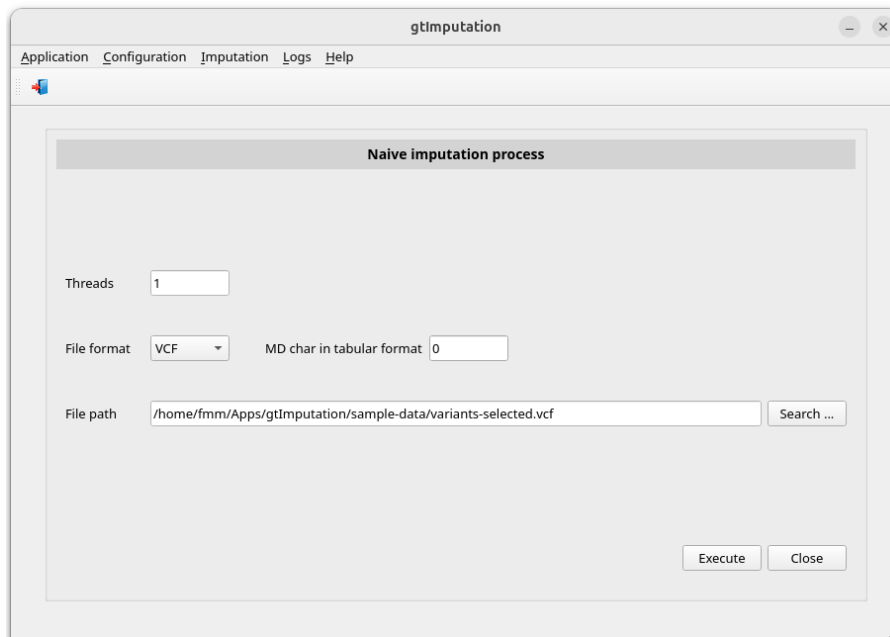 gtImputation
Application Configuration Imputation Logs Help
Naive imputation process
Threads 1
File format VCF MD char in tabular format 0
File path /home/fmm/Apps/gtImputation/sample-data/variants-selected.vcf Search ...
Execute Close